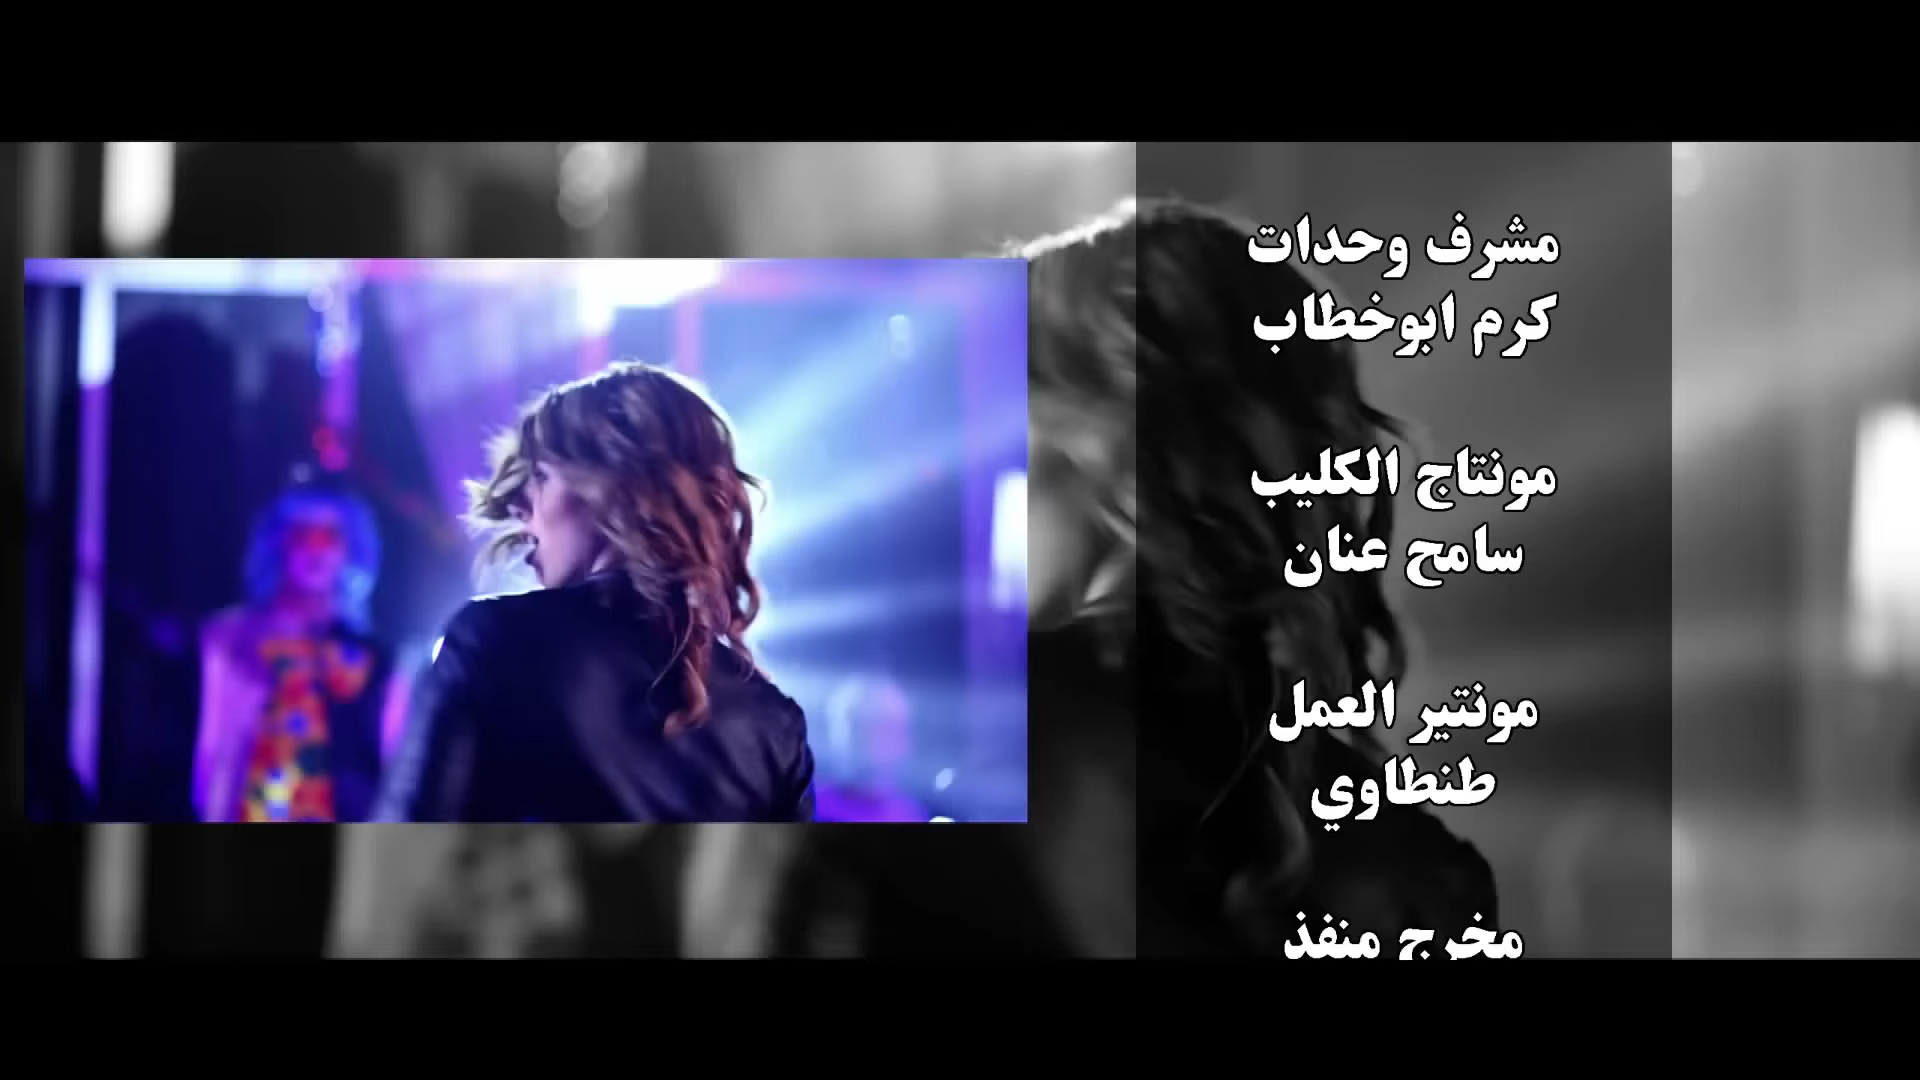 مشرف وحدات
كرم ابوخطاب
مونتاج الكليب
سامح عنان
مونتير العمل
طنطاوي
مخرج منفذ